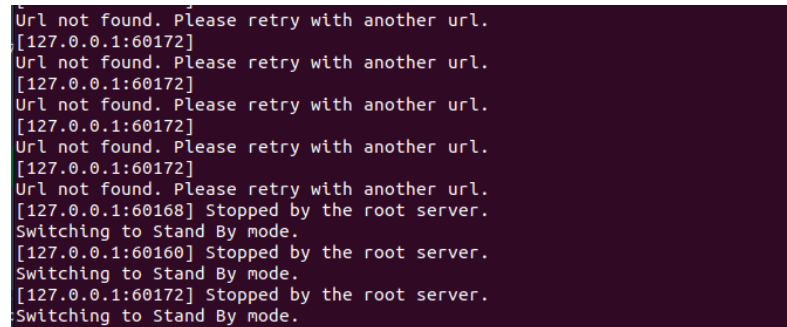 Url not found. Please retry with another url.
[127.0.0.1:60172]
Url not found. Please retry with another url.
[127.0.0.1:60172]
Url not found. Please retry with another url.
[127.0.0.1:60172]
Url not found. Please retry with another url.
[127.0.0.1:60172]
Url not found. Please retry with another url.
[127.0.0.1:60168] Stopped by the root server.
Switching to Stand By mode.
[127.0.0.1:60160] Stopped by the root server.
Switching to Stand By mode.
[127.0.0.1:60172] Stopped by the root server.
Switching to Stand By mode.